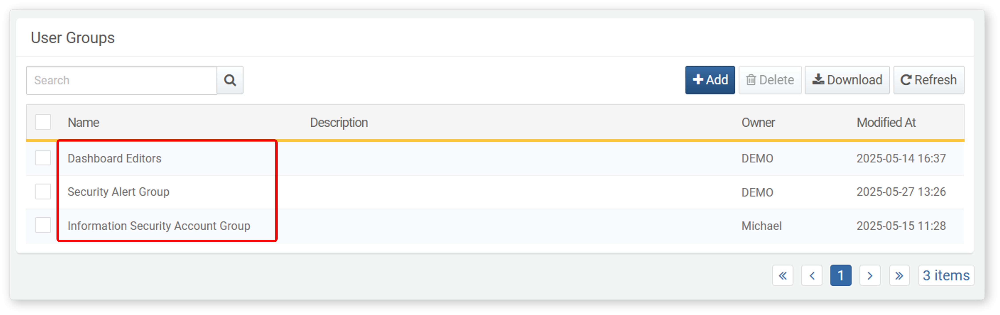 User Groups
Search Add Delete Download Refresh
Name Description Owner Modified At
Dashboard Editors DEMO 2025-05-14 16:37
Security Alert Group DEMO 2025-05-27 13:26
Information Security Account Group Michael 2025-05-15 11:28
« ‹ 1 › » 3 items